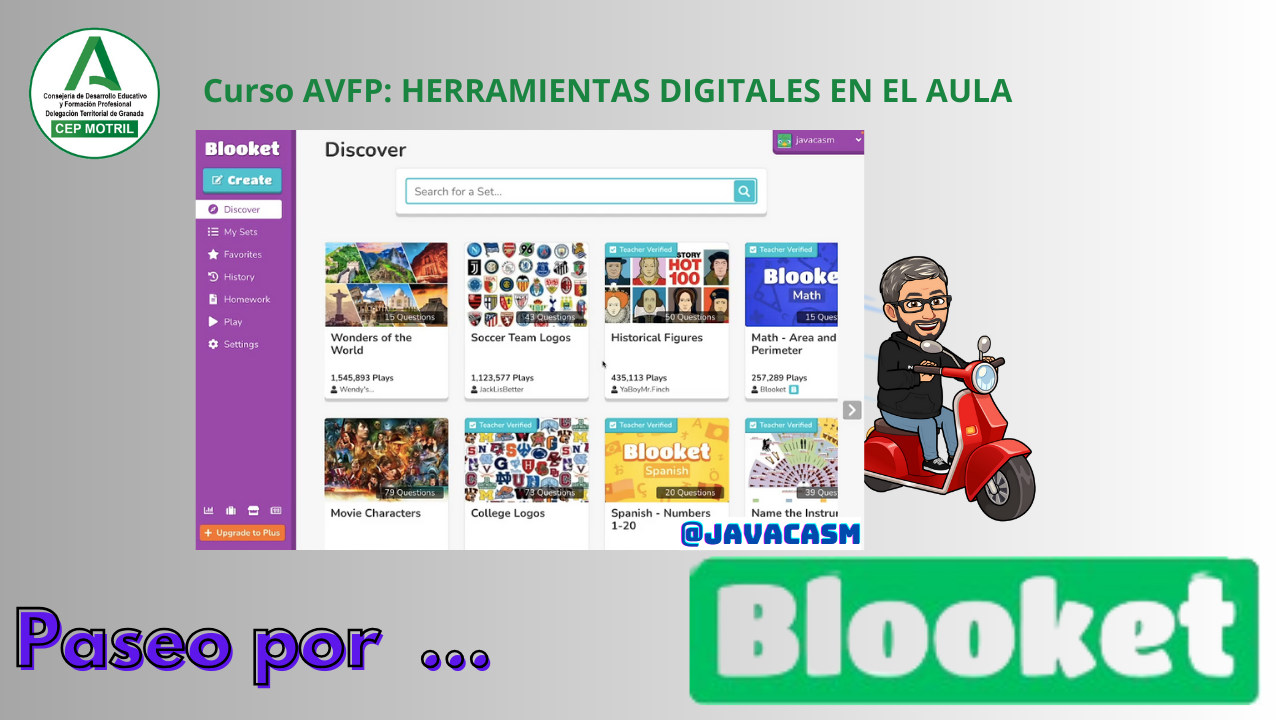 Consejería de Desarrollo Educativo
y Formación Profesional
Delegación Territorial de Granada
CEP MOTRIL
Curso AVFP: HERRAMIENTAS DIGITALES EN EL AULA
Blooket
Create
Discover
My Sets
Favorites
History
Homework
Play
Settings
Upgrade to Plus
Discover
javacasm
Search for a Set...
15 Questions
Wonders of the
World
1,545,893 Plays
Wendy's...
43 Questions
Soccer Team Logos
1,123,577 Plays
JackLisBetter
Teacher Verified
STORY
HOT
100
50 Questions
Historical Figures
435,113 Plays
YaBoyMr.Finch
Teacher Verified
Blooke
Math
15 Ques
Math - Area and
Perimeter
257,289 Plays
Blooket
79 Questions
Movie Characters
Teacher Verified
73 Questions
College Logos
Teacher Verified
Blooket
Spanish
20 Questions
Spanish - Numbers
1-20
Teacher Verified
39 Ques
Name the Instru
@JAVACASM
Paseo por ...
Blooket